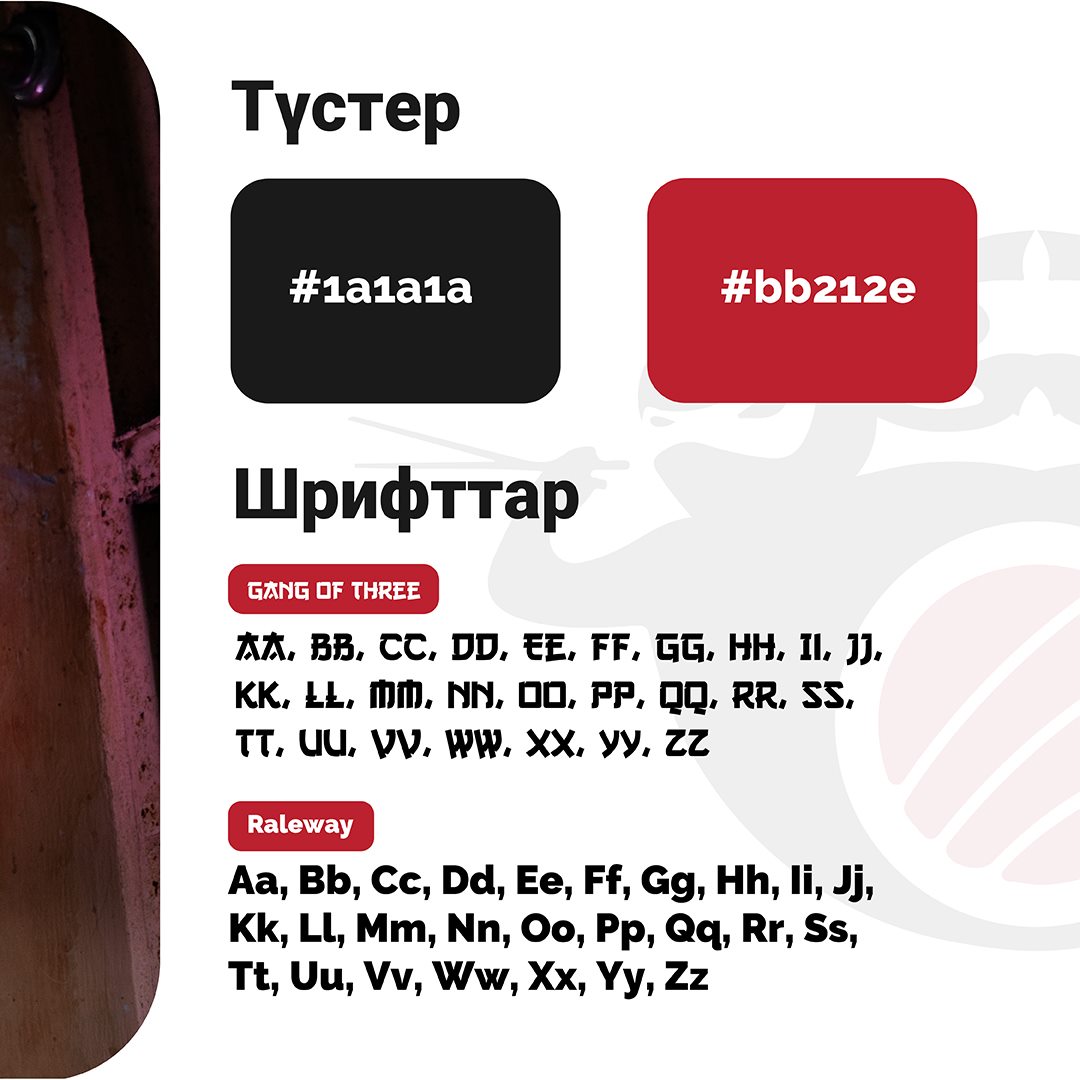 Түстер
#1a1a1a
#bb212e
Шрифттар
GANG OF THREE
AA, BB, CC, DD, EE, FF, GG, HH, II, JJ,
KK, LL, MM, NN, OO, PP, QQ, RR, SS,
TT, UU, VV, WW, XX, YY, ZZ
Raleway
Aa, Bb, Cc, Dd, Ee, Ff, Gg, Hh, Ii, Jj,
Kk, Ll, Mm, Nn, Oo, Pp, Qq, Rr, Ss,
Tt, Uu, Vv, Ww, Xx, Yy, Zz